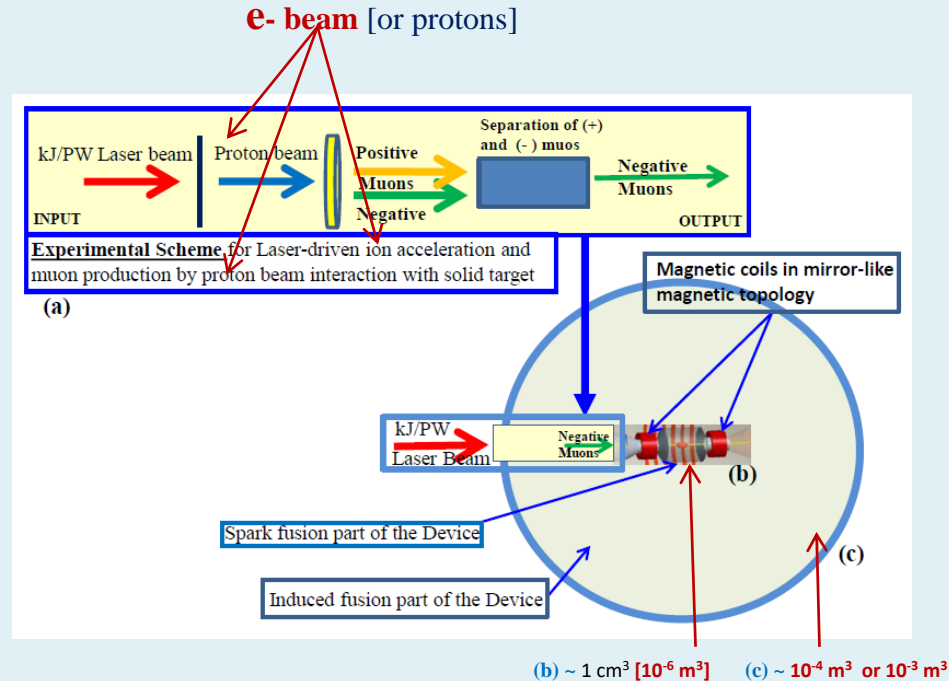 e- beam [or protons]
kJ/PW Laser beam
Proton beam
Positive
Muons
Negative
Separation of (+)
and (- ) muos
Negative
Muons
INPUT
OUTPUT
Experimental Scheme for Laser-driven ion acceleration and
muon production by proton beam interaction with solid target
(a)
Magnetic coils in mirror-like
magnetic topology
kJ/PW
Laser Beam
Negative
Muons
(b)
Spark fusion part of the Device
(c)
Induced fusion part of the Device
(b) ~ 1 cm³ [10⁻⁶ m³] (c) ~ 10⁻⁴ m³ or 10⁻³ m³